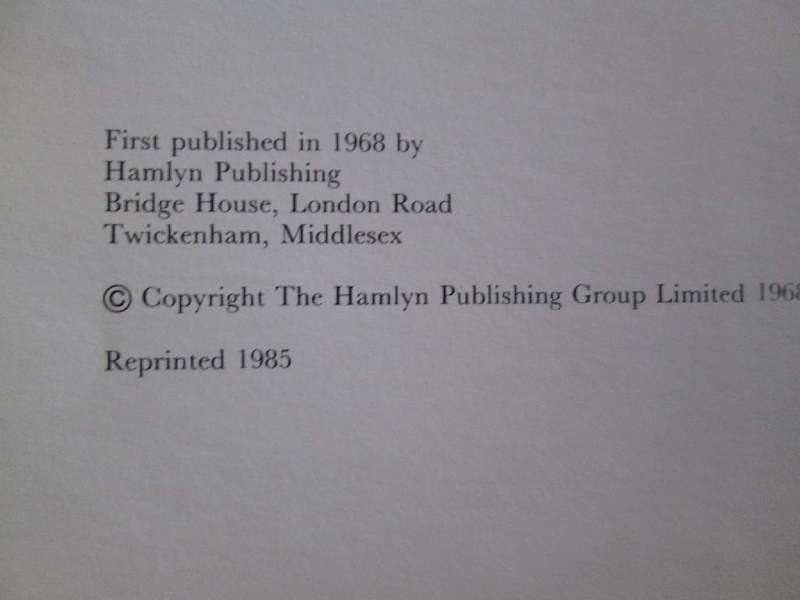 First published in 1968 by
Hamlyn Publishing
Bridge House, London Road
Twickenham, Middlesex
© Copyright The Hamlyn Publishing Group Limited 1968
Reprinted 1985